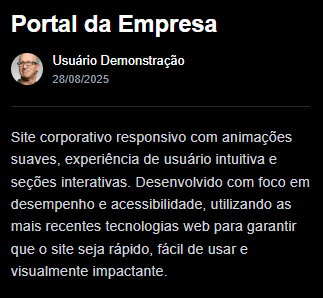 Portal da Empresa
Usuário Demonstração
28/08/2025
Site corporativo responsivo com animações
suaves, experiência de usuário intuitiva e
seções interativas. Desenvolvido com foco em
desempenho e acessibilidade, utilizando as
mais recentes tecnologias web para garantir
que o site seja rápido, fácil de usar e
visualmente impactante.